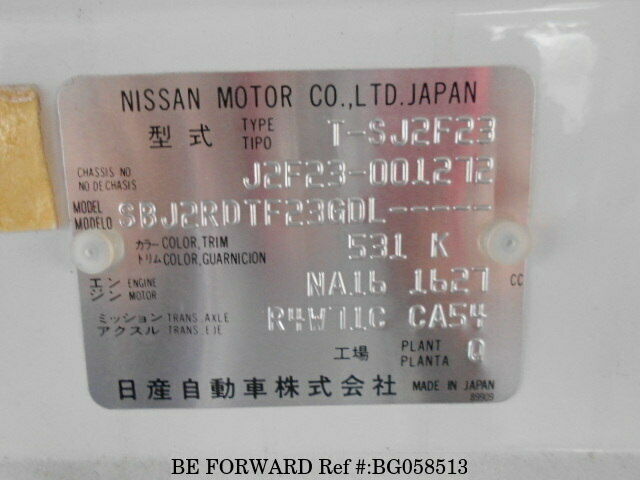 NISSAN MOTOR CO.,LTD.JAPAN
型式 TYPE TIPO T-SJ2F23
CHASSIS NO NO DE CHASIS J2F23-001272
MODEL MODELO SBJ2RDTF23GDL-----
カラー COLOR,TRIM トリム COLOR,GUARNICION 531 K
エンジン ENGINE MOTOR NA16 1627 CC
ミッション TRANS.AXLE アクスル TRANS.EJE R4W71C CA54
工場 PLANT PLANTA Q
日産自動車株式会社 MADE IN JAPAN
89909
BE FORWARD Ref #:BG058513